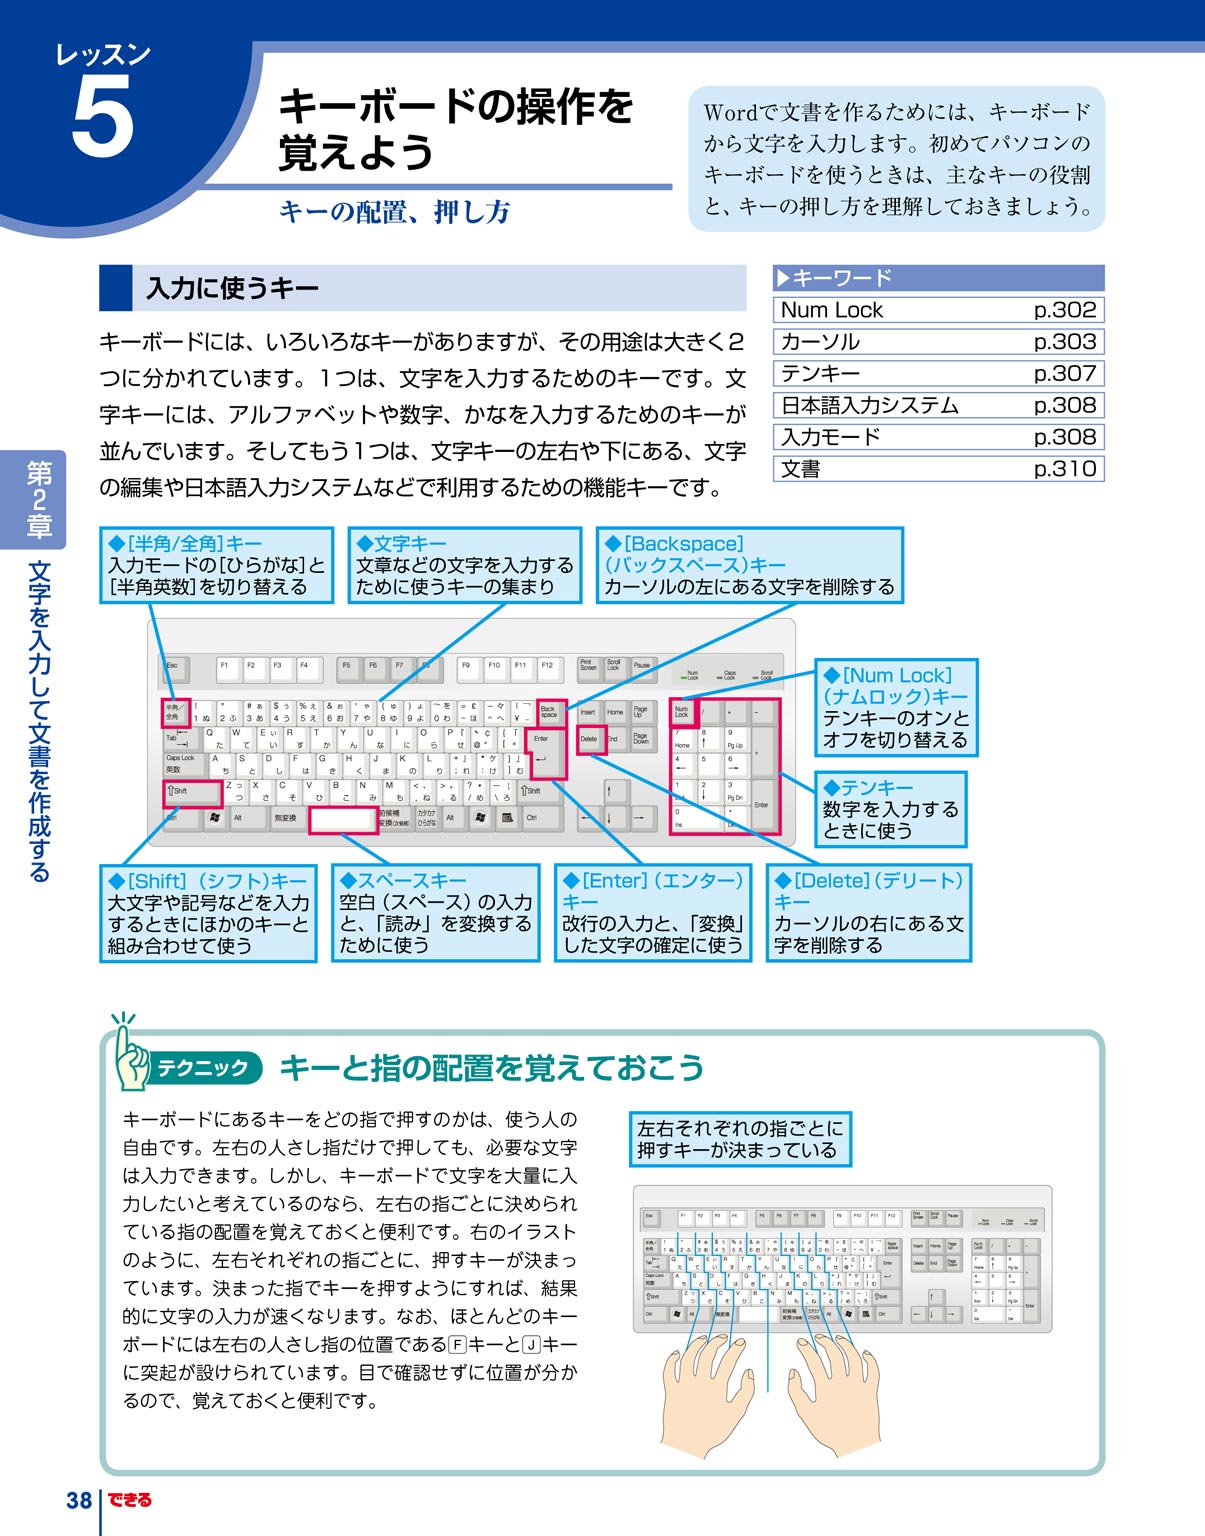 レッスン
5
キーボードの操作を
覚えよう
キーの配置、押し方
Wordで文書を作るためには、キーボード
から文字を入力します。初めてパソコンの
キーボードを使うときは、主なキーの役割
と、キーの押し方を理解しておきましょう。
入力に使うキー
キーボードには、いろいろなキーがありますが、その用途は大きく2
つに分かれています。1つは、文字を入力するためのキーです。文
字キーには、アルファベットや数字、かなを入力するためのキーが
並んでいます。そしてもう1つは、文字キーの左右や下にある、文字
の編集や日本語入力システムなどで利用するための機能キーです。
▶キーワード
Num Lock p.302
カーソル p.303
テンキー p.307
日本語入力システム p.308
入力モード p.308
文書 p.310
第2章 文字を入力して文書を作成する
◆[半角/全角]キー
入力モードの[ひらがな]と
[半角英数]を切り替える
◆文字キー
文章などの文字を入力する
ために使うキーの集まり
◆[Backspace]
(バックスペース)キー
カーソルの左にある文字を削除する
◆[Num Lock]
(ナムロック)キー
テンキーのオンと
オフを切り替える
◆テンキー
数字を入力する
ときに使う
◆[Shift](シフト)キー
大文字や記号などを入力
するときにほかのキーと
組み合わせて使う
◆スペースキー
空白(スペース)の入力
と、「読み」を変換する
ために使う
◆[Enter](エンター)
キー
改行の入力と、「変換」
した文字の確定に使う
◆[Delete](デリート)
キー
カーソルの右にある文
字を削除する
テクニック
キーと指の配置を覚えておこう
キーボードにあるキーをどの指で押すのかは、使う人の
自由です。左右の人さし指だけで押しても、必要な文字
は入力できます。しかし、キーボードで文字を大量に入
力したいと考えているのなら、左右の指ごとに決められ
ている指の配置を覚えておくと便利です。右のイラスト
のように、左右それぞれの指ごとに、押すキーが決まっ
ています。決まった指でキーを押すようにすれば、結果
的に文字の入力が速くなります。なお、ほとんどのキー
ボードには左右の人さし指の位置であるFキーとJキー
に突起が設けられています。目で確認せずに位置が分か
るので、覚えておくと便利です。
左右それぞれの指ごとに
押すキーが決まっている
38 できる